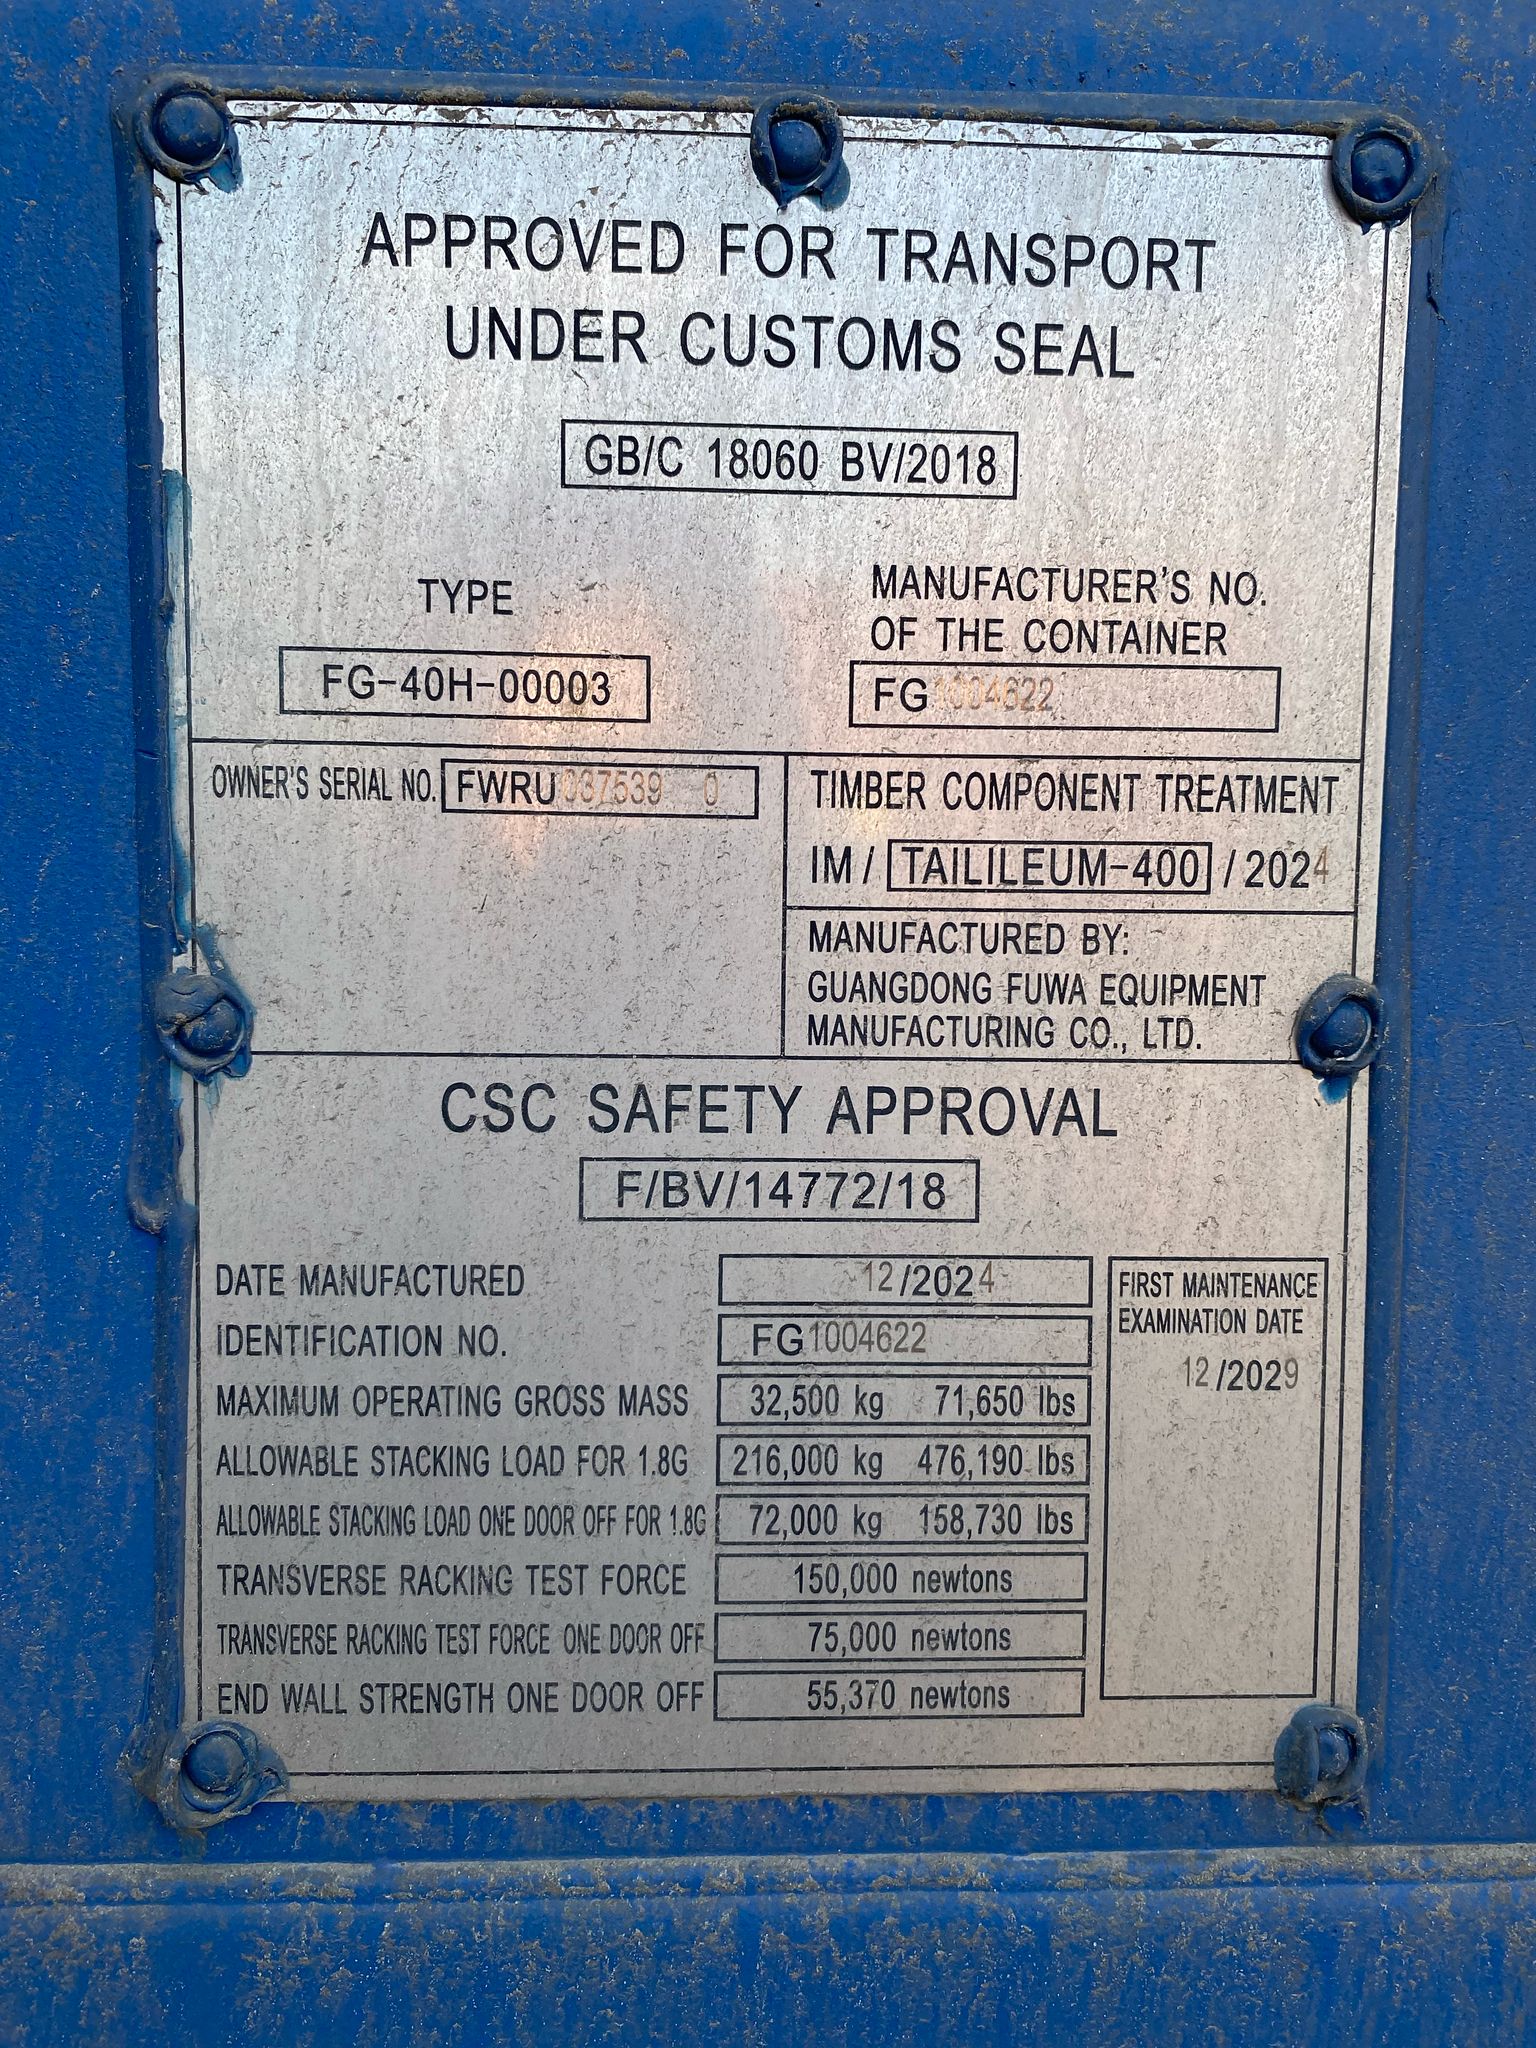 APPROVED FOR TRANSPORT
UNDER CUSTOMS SEAL
GB/C 18060 BV/2018
TYPE
FG-40H-00003
MANUFACTURER'S NO.
OF THE CONTAINER
FG1004622
OWNER'S SERIAL NO. FWRU 037539 0
TIMBER COMPONENT TREATMENT
IM / TAILILEUM-400 / 2024
MANUFACTURED BY:
GUANGDONG FUWA EQUIPMENT
MANUFACTURING CO., LTD.
CSC SAFETY APPROVAL
F/BV/14772/18
DATE MANUFACTURED 12/2024
IDENTIFICATION NO. FG1004622
MAXIMUM OPERATING GROSS MASS 32,500 kg 71,650 lbs
ALLOWABLE STACKING LOAD FOR 1.8G 216,000 kg 476,190 lbs
ALLOWABLE STACKING LOAD ONE DOOR OFF FOR 1.8G 72,000 kg 158,730 lbs
TRANSVERSE RACKING TEST FORCE 150,000 newtons
TRANSVERSE RACKING TEST FORCE ONE DOOR OFF 75,000 newtons
END WALL STRENGTH ONE DOOR OFF 55,370 newtons
FIRST MAINTENANCE
EXAMINATION DATE
12/2029